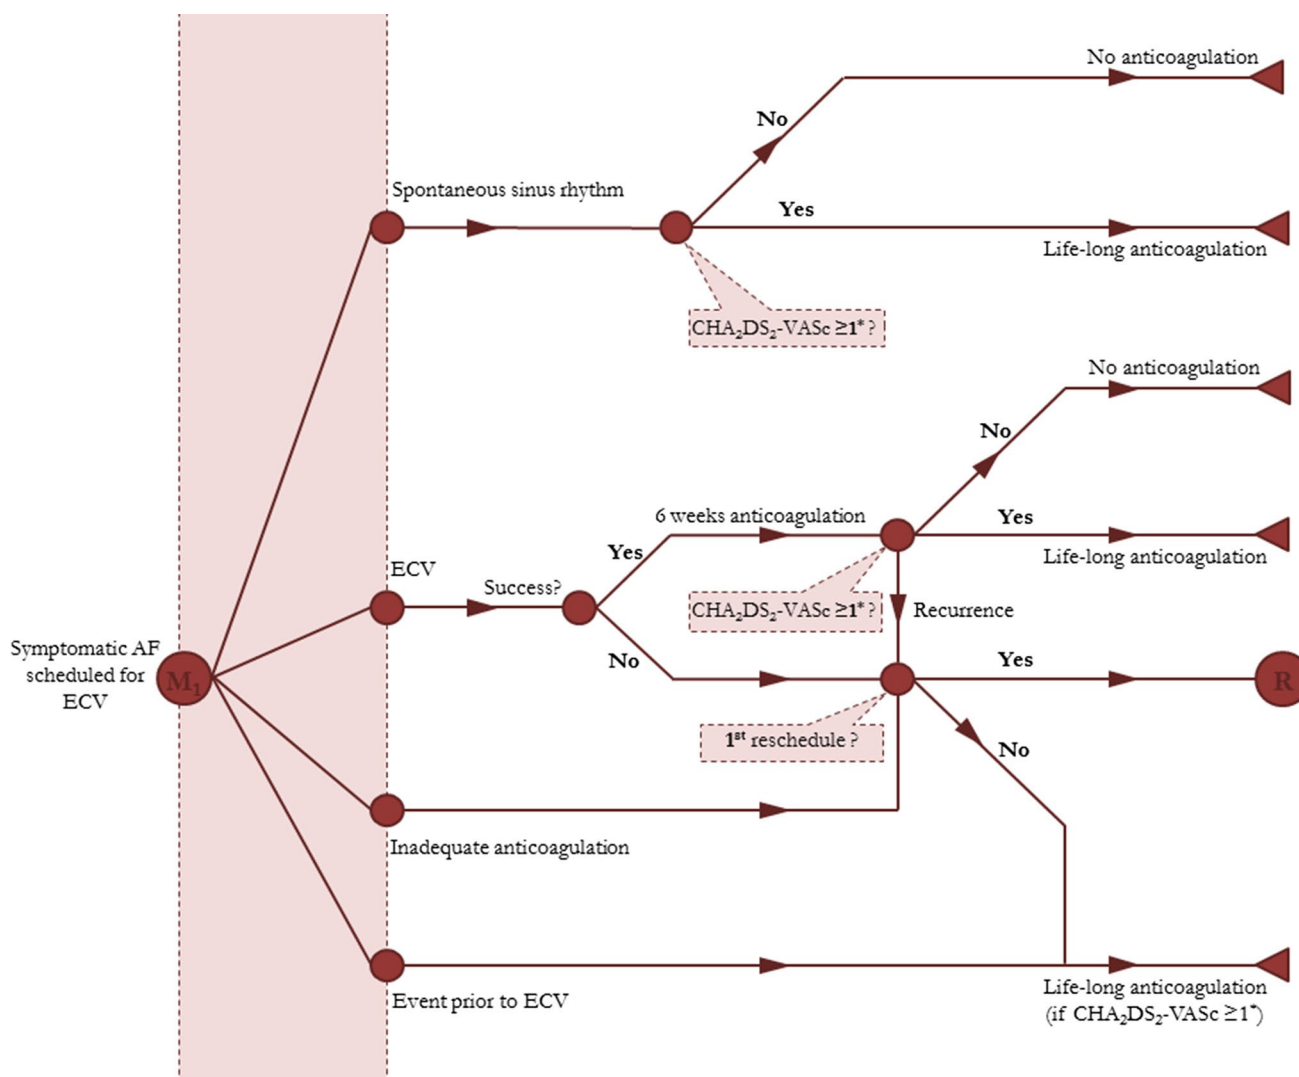 No anticoagulation
No
Spontaneous sinus rhythm
Yes
Life-long anticoagulation
CHA₂DS₂-VASc ≥1*?
No anticoagulation
No
6 weeks anticoagulation
Yes
Yes
Life-long anticoagulation
ECV
Success?
CHA₂DS₂-VASc ≥1*?
Recurrence
Symptomatic AF
scheduled for
ECV
M₁
No
Yes
R
1st reschedule ?
No
Inadequate anticoagulation
Event prior to ECV
Life-long anticoagulation
(if CHA₂DS₂-VASc ≥1*)